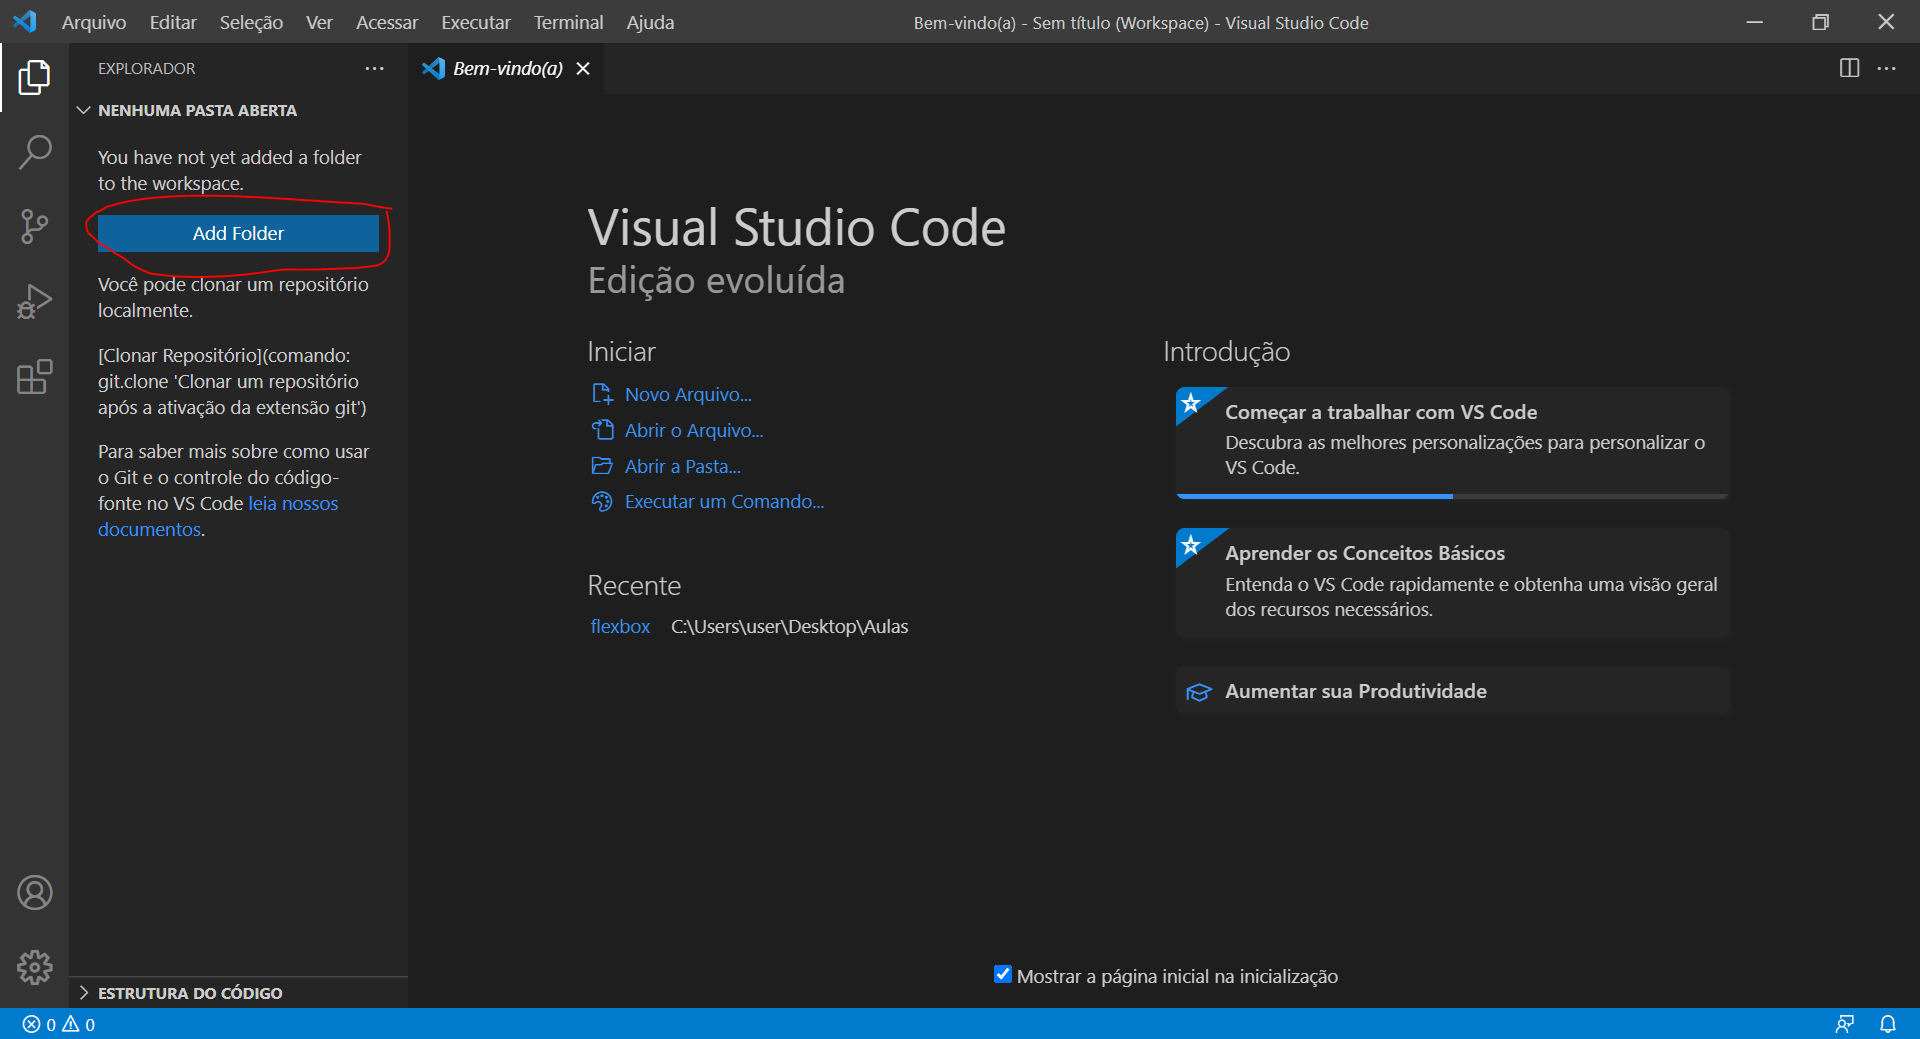 Arquivo Editar Seleção Ver Acessar Executar Terminal Ajuda
Bem-vindo(a) - Sem título (Workspace) - Visual Studio Code
EXPLORADOR
Bem-vindo(a)
NENHUMA PASTA ABERTA
You have not yet added a folder
to the workspace.
Add Folder
Você pode clonar um repositório
localmente.
[Clonar Repositório](comando:
git.clone 'Clonar um repositório
após a ativação da extensão git')
Para saber mais sobre como usar
o Git e o controle do código-
fonte no VS Code leia nossos
documentos.
ESTRUTURA DO CÓDIGO
Visual Studio Code
Edição evoluída
Iniciar
Novo Arquivo...
Abrir o Arquivo...
Abrir a Pasta...
Executar um Comando...
Recente
flexbox C:\Users\user\Desktop\Aulas
Introdução
Começar a trabalhar com VS Code
Descubra as melhores personalizações para personalizar o
VS Code.
Aprender os Conceitos Básicos
Entenda o VS Code rapidamente e obtenha uma visão geral
dos recursos necessários.
Aumentar sua Produtividade
Mostrar a página inicial na inicialização
0 0